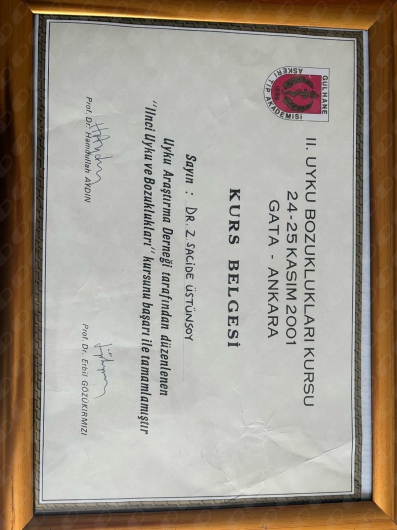 GÜLHANE
ASKERİ TIP AKADEMİSİ
II. UYKU BOZUKLUKLARI KURSU
24-25 KASIM 2001
GATA - ANKARA
KURS BELGESİ
Sayın : DR. Z. SACİDE ÜSTÜNSOY
Uyku Araştırma Derneği tarafından düzenlenen
"IInci Uyku ve Bozuklukları" kursunu başarı ile tamamlamıştır
Prof. Dr. Hamdullah AYDIN
Prof. Dr. Erbil GÖZÜKIRMIZI